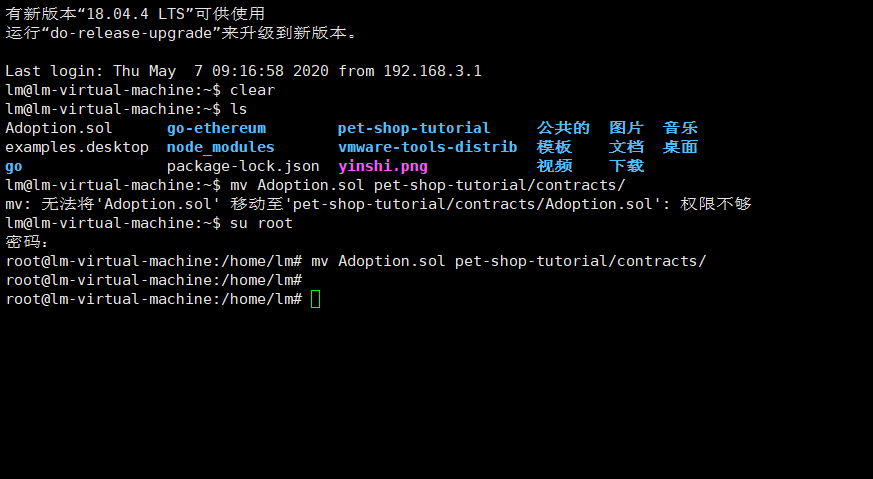 有新版本“18.04.4 LTS”可供使用
运行“do-release-upgrade”来升级到新版本。
Last login: Thu May  7 09:16:58 2020 from 192.168.3.1
lm@lm-virtual-machine:~$ clear
lm@lm-virtual-machine:~$ ls
Adoption.sol      go-ethereum        pet-shop-tutorial     公共的  图片  音乐
examples.desktop  node_modules       vmware-tools-distrib  模板    文档  桌面
go                package-lock.json  yinshi.png            视频    下载
lm@lm-virtual-machine:~$ mv Adoption.sol pet-shop-tutorial/contracts/
mv: 无法将'Adoption.sol' 移动至'pet-shop-tutorial/contracts/Adoption.sol': 权限不够
lm@lm-virtual-machine:~$ su root
密码：
root@lm-virtual-machine:/home/lm# mv Adoption.sol pet-shop-tutorial/contracts/
root@lm-virtual-machine:/home/lm#
root@lm-virtual-machine:/home/lm#